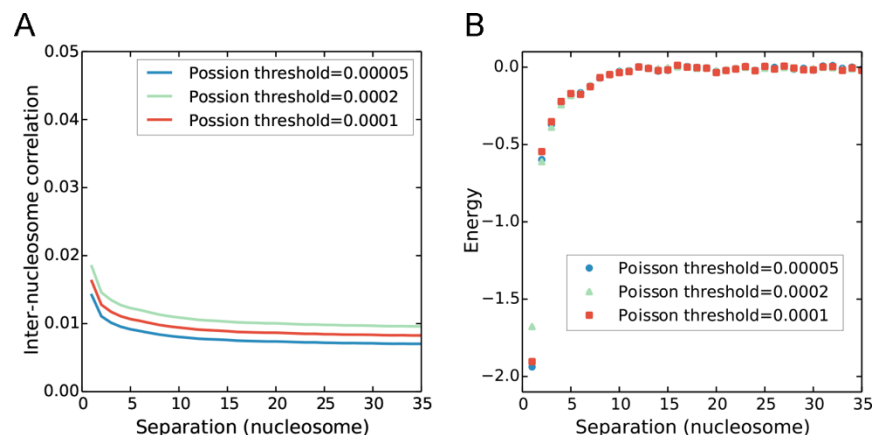 A
0.05
0.04
0.03
0.02
0.01
0.00
Inter-nucleosome correlation
Possion threshold=0.00005
Possion threshold=0.0002
Possion threshold=0.0001
0 5 10 15 20 25 30 35
Separation (nucleosome)
B
0.0
−0.5
−1.0
−1.5
−2.0
Energy
Poisson threshold=0.00005
Poisson threshold=0.0002
Poisson threshold=0.0001
0 5 10 15 20 25 30 35
Separation (nucleosome)